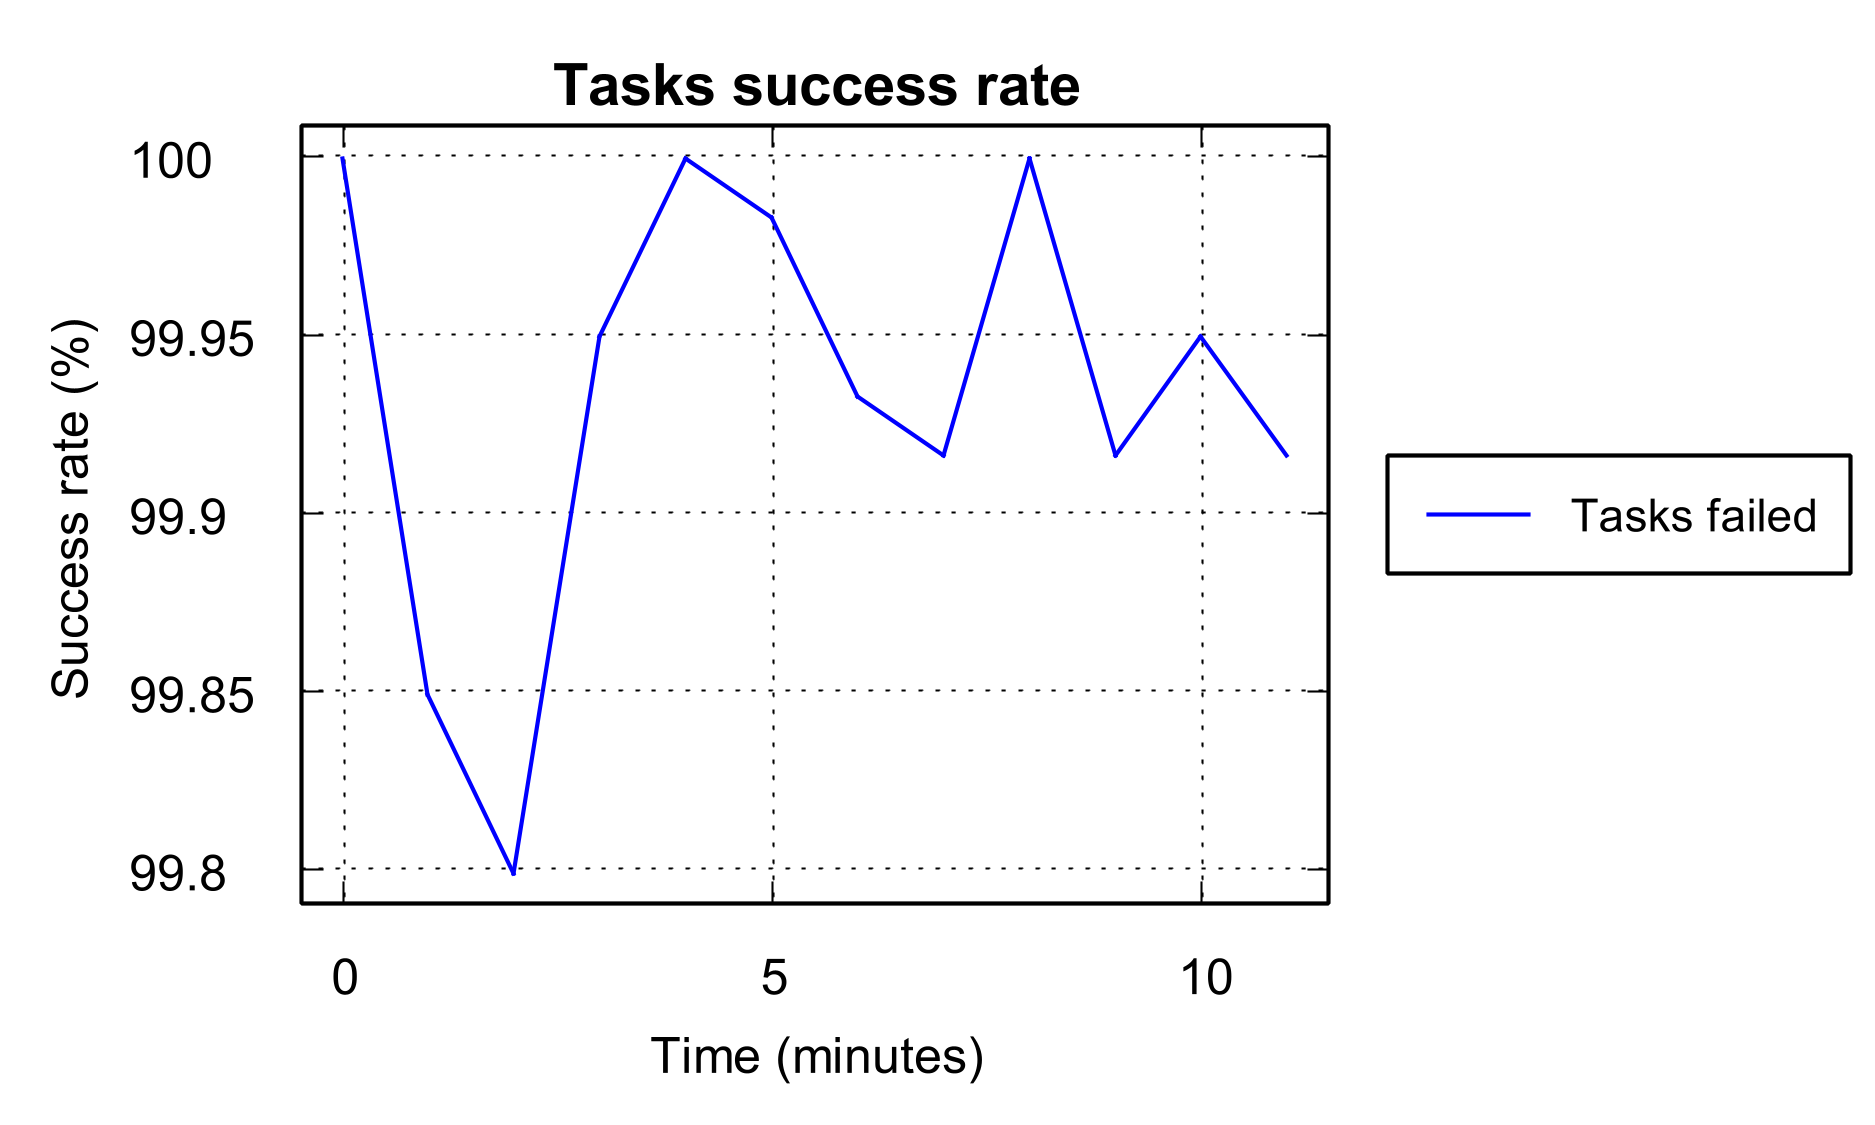 Tasks success rate
100
99.95
99.9
99.85
99.8
Success rate (%)
0 5 10
Time (minutes)
Tasks failed